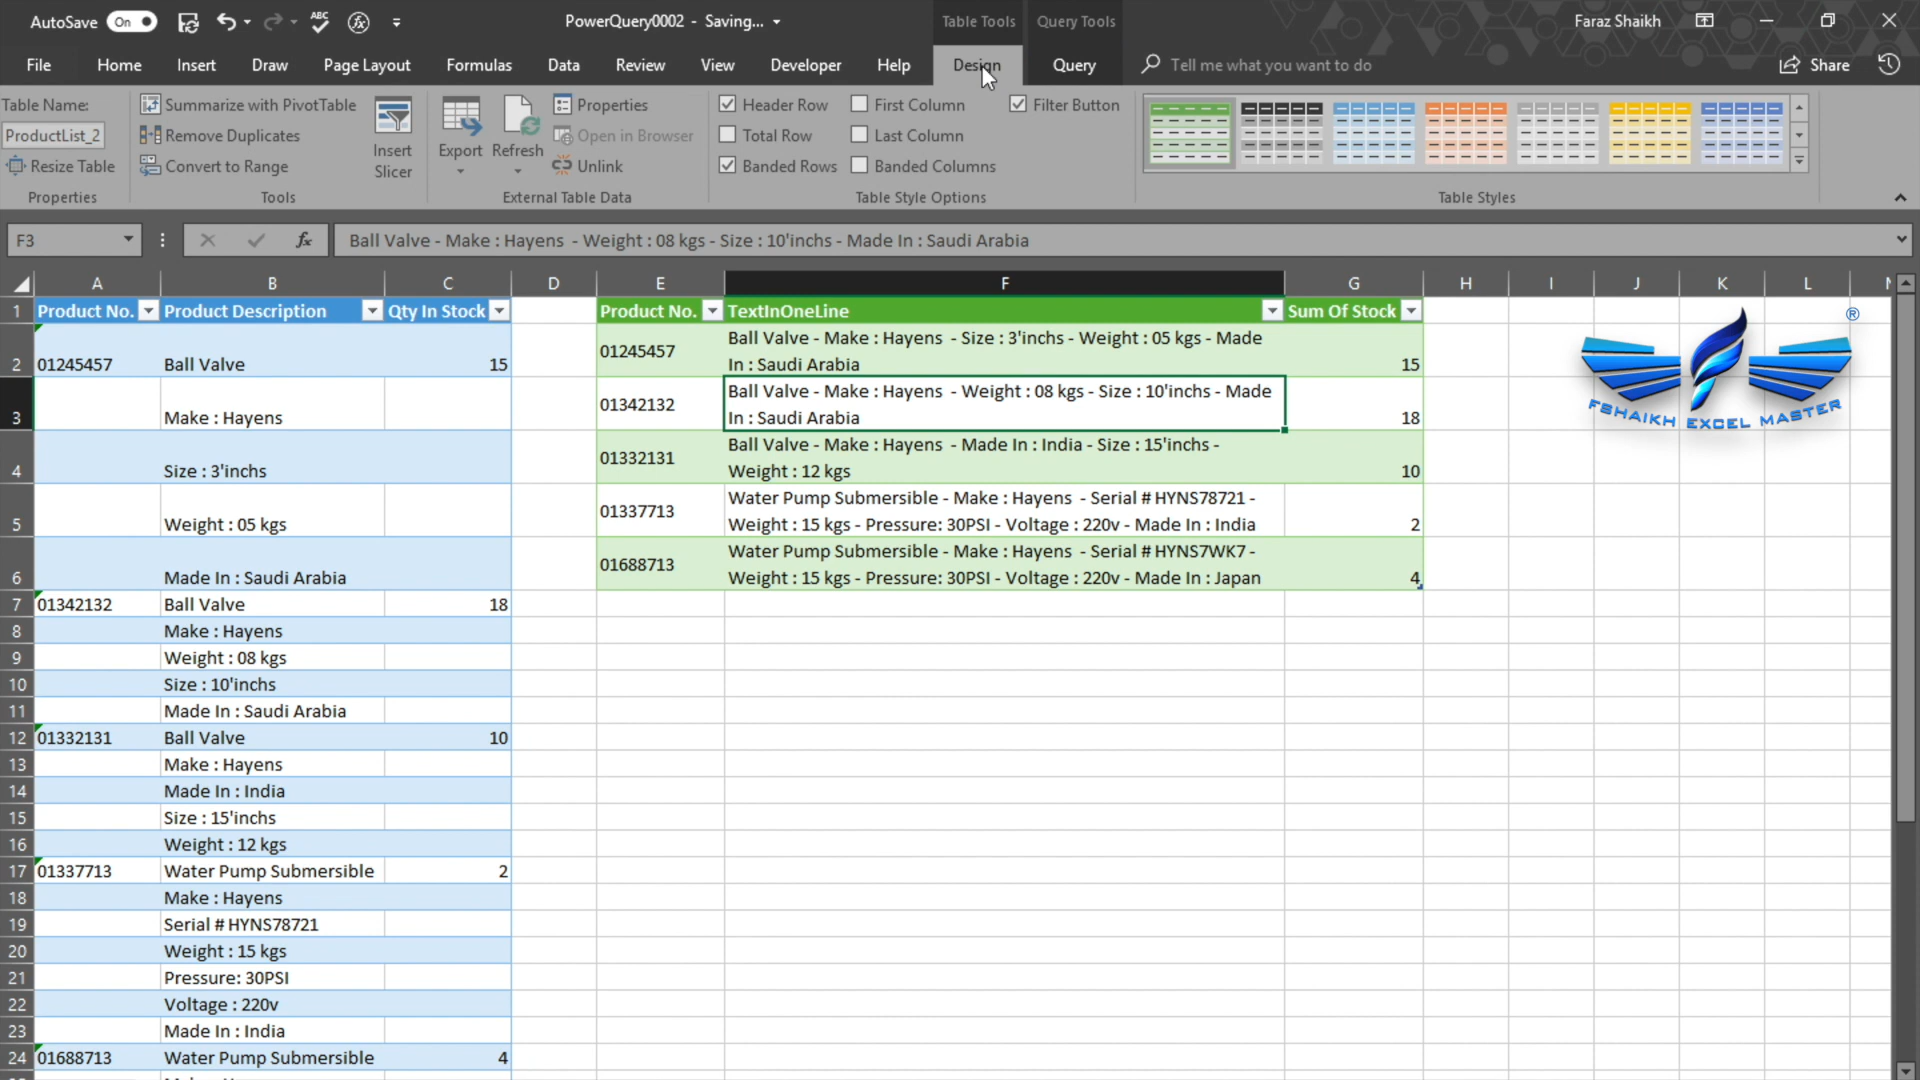 AutoSave On PowerQuery0002 - Saving... Table Tools Query Tools Faraz Shaikh
File Home Insert Draw Page Layout Formulas Data Review View Developer Help Design Query Tell me what you want to do Share
Table Name: Summarize with PivotTable Properties Header Row First Column Filter Button
ProductList_2 Remove Duplicates Insert Slicer Export Refresh Open in Browser Total Row Last Column
Resize Table Convert to Range Unlink Banded Rows Banded Columns
Properties Tools External Table Data Table Style Options Table Styles
F3 fx Ball Valve - Make : Hayens  - Weight : 08 kgs - Size : 10'inchs - Made In : Saudi Arabia
A B C D E F G H I J K L
1 Product No. Product Description Qty In Stock Product No. TextInOneLine Sum Of Stock
2 01245457 Ball Valve 15 01245457 Ball Valve - Make : Hayens  - Size : 3'inchs - Weight : 05 kgs - Made
In : Saudi Arabia 15
3 Make : Hayens 01342132 Ball Valve - Make : Hayens  - Weight : 08 kgs - Size : 10'inchs - Made
In : Saudi Arabia 18
4 Size : 3'inchs 01332131 Ball Valve - Make : Hayens  - Made In : India - Size : 15'inchs -
Weight : 12 kgs 10
5 Weight : 05 kgs 01337713 Water Pump Submersible - Make : Hayens  - Serial # HYNS78721 -
Weight : 15 kgs - Pressure: 30PSI - Voltage : 220v - Made In : India 2
6 Made In : Saudi Arabia 01688713 Water Pump Submersible - Make : Hayens  - Serial # HYNS7WK7 -
Weight : 15 kgs - Pressure: 30PSI - Voltage : 220v - Made In : Japan 4
7 01342132 Ball Valve 18
8 Make : Hayens
9 Weight : 08 kgs
10 Size : 10'inchs
11 Made In : Saudi Arabia
12 01332131 Ball Valve 10
13 Make : Hayens
14 Made In : India
15 Size : 15'inchs
16 Weight : 12 kgs
17 01337713 Water Pump Submersible 2
18 Make : Hayens
19 Serial # HYNS78721
20 Weight : 15 kgs
21 Pressure: 30PSI
22 Voltage : 220v
23 Made In : India
24 01688713 Water Pump Submersible 4
®
FSHAIKH EXCEL MASTER